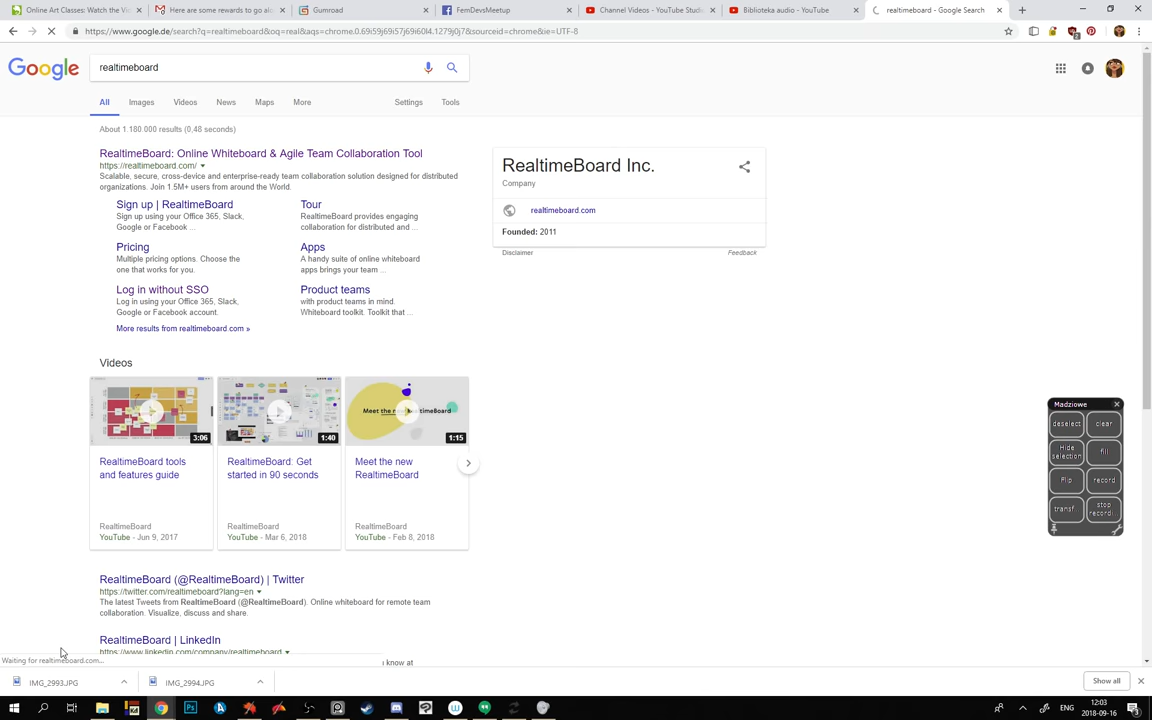 Online Art Classes: Watch the Vi
Here are some rewards to go alo
Gumroad
FemDevsMeetup
Channel Videos - YouTube Studi
Biblioteka audio - YouTube
realtimeboard - Google Search
https://www.google.de/search?q=realtimeboard&oq=real&aqs=chrome.0.69i59j69i57j69i60l4.1279j0j7&sourceid=chrome&ie=UTF-8
Google
realtimeboard
All
Images
Videos
News
Maps
More
Settings
Tools
About 1.180.000 results (0,48 seconds)
RealtimeBoard: Online Whiteboard & Agile Team Collaboration Tool
https://realtimeboard.com/
Scalable, secure, cross-device and enterprise-ready team collaboration solution designed for distributed
organizations. Join 1.5M+ users from around the World.
Sign up | RealtimeBoard
Sign up using your Office 365, Slack,
Google or Facebook ...
Tour
RealtimeBoard provides engaging
collaboration for distributed and ...
Pricing
Multiple pricing options. Choose the
one that works for you.
Apps
A handy suite of online whiteboard
apps brings your team ...
Log in without SSO
Log in using your Office 365, Slack,
Google or Facebook account.
Product teams
with product teams in mind.
Whiteboard toolkit. Toolkit that ...
More results from realtimeboard.com »
RealtimeBoard Inc.
Company
realtimeboard.com
Founded: 2011
Disclaimer
Feedback
Videos
3:06
1:40
Meet the new RealtimeBoard
1:15
RealtimeBoard tools
and features guide
RealtimeBoard: Get
started in 90 seconds
Meet the new
RealtimeBoard
RealtimeBoard
YouTube - Jun 9, 2017
RealtimeBoard
YouTube - Mar 6, 2018
RealtimeBoard
YouTube - Feb 8, 2018
RealtimeBoard (@RealtimeBoard) | Twitter
https://twitter.com/realtimeboard?lang=en
The latest Tweets from RealtimeBoard (@RealtimeBoard). Online whiteboard for remote team
collaboration. Visualize, discuss and share.
RealtimeBoard | LinkedIn
https://www.linkedin.com/company/realtimeboard
know at
Waiting for realtimeboard.com...
Madziowe
deselect
clear
Hide
selection
fill
Flip
record
transf...
stop
recordi...
IMG_2993.JPG
IMG_2994.JPG
Show all
ENG
12:03
2018-09-16